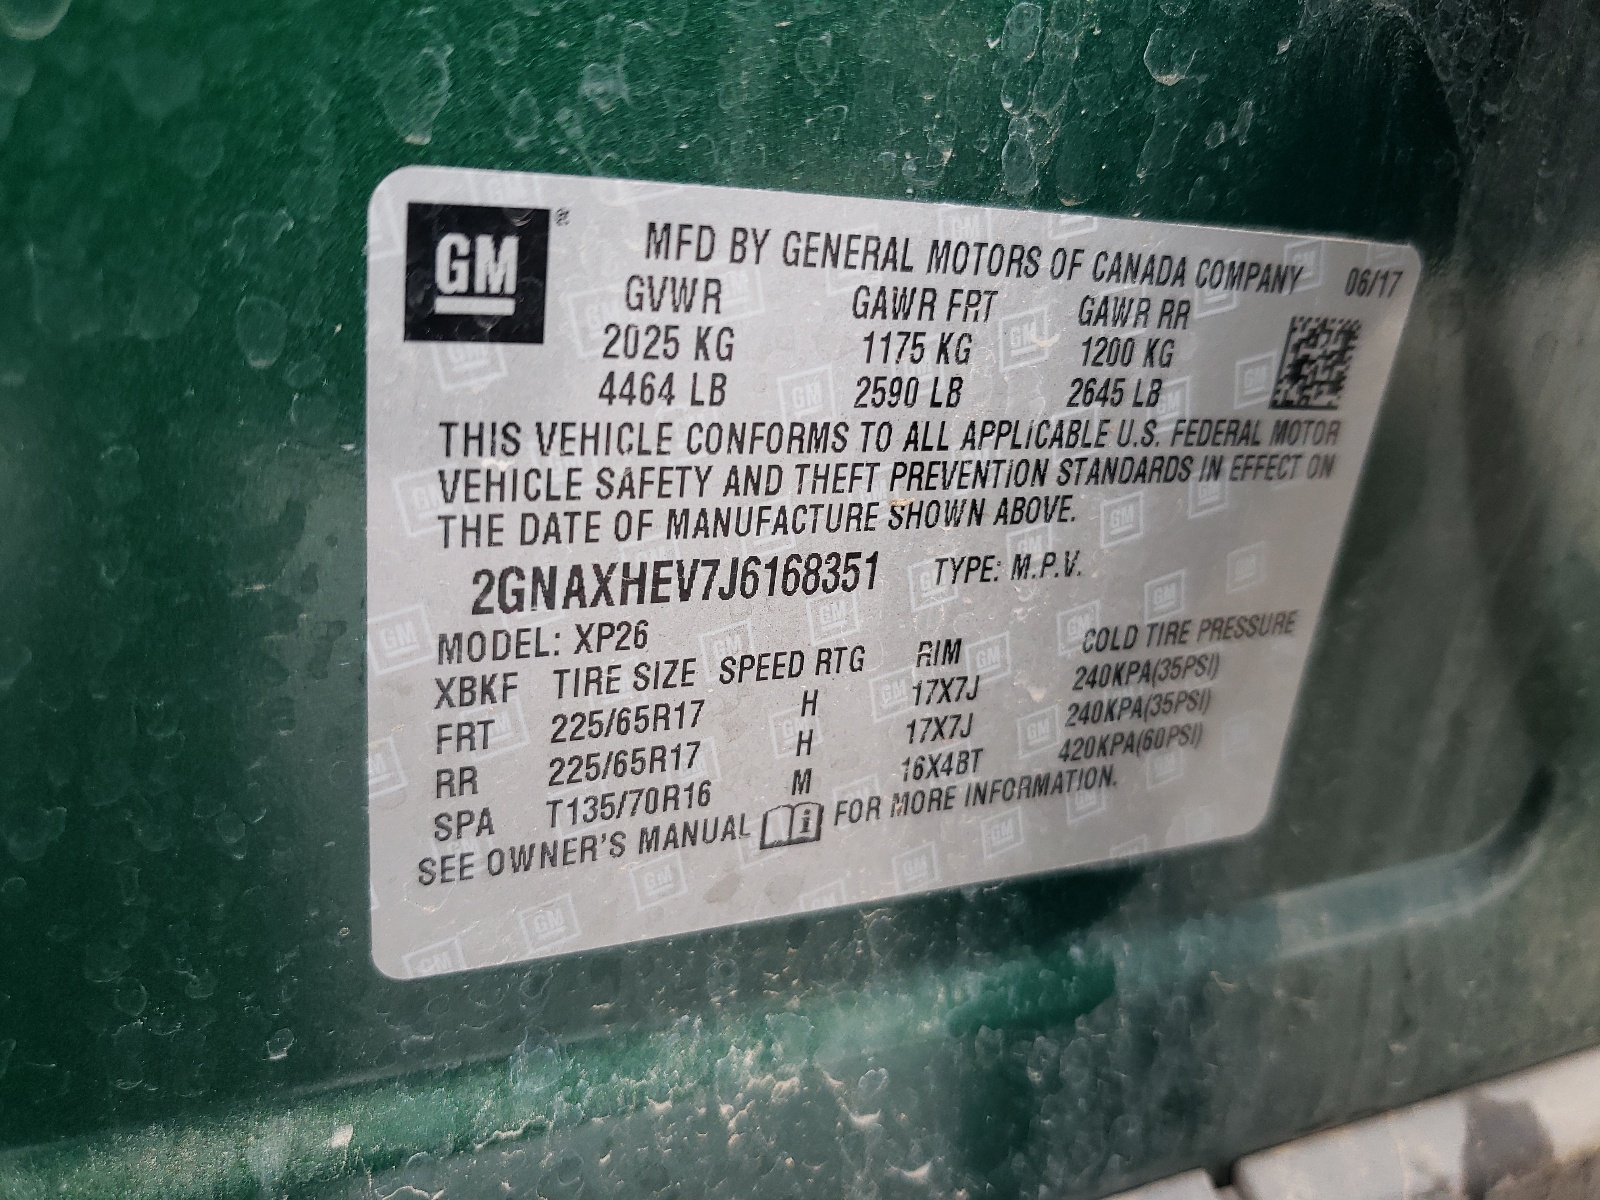 GM ®
MFD BY GENERAL MOTORS OF CANADA COMPANY 06/17
GVWR GAWR FRT GAWR RR
2025 KG 1175 KG 1200 KG
4464 LB 2590 LB 2645 LB
THIS VEHICLE CONFORMS TO ALL APPLICABLE U.S. FEDERAL MOTOR
VEHICLE SAFETY AND THEFT PREVENTION STANDARDS IN EFFECT ON
THE DATE OF MANUFACTURE SHOWN ABOVE.
2GNAXHEV7J6168351 TYPE: M.P.V.
MODEL: XP26
XBKF TIRE SIZE SPEED RTG RIM COLD TIRE PRESSURE
FRT 225/65R17 H 17X7J 240KPA(35PSI)
RR 225/65R17 H 17X7J 240KPA(35PSI)
SPA T135/70R16 M 16X4BT 420KPA(60PSI)
SEE OWNER'S MANUAL i FOR MORE INFORMATION.